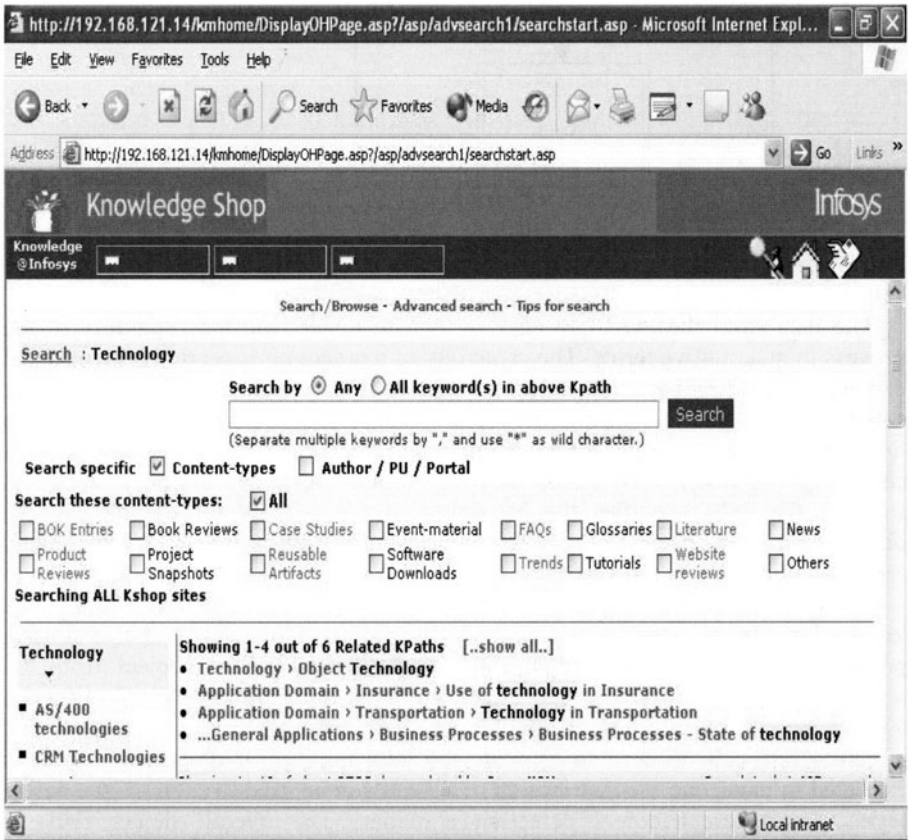 http://192.168.121.14/kmhome/DisplayOHPage.asp?/asp/advsearch1/searchstart.asp - Microsoft Internet Expl...
File Edit View Favorites Tools Help
Back Search Favorites Media
Address http://192.168.121.14/kmhome/DisplayOHPage.asp?/asp/advsearch1/searchstart.asp Go Links »
Knowledge Shop Infosys
Knowledge
@Infosys
Search/Browse - Advanced search - Tips for search
Search : Technology
Search by Any All keyword(s) in above Kpath
Search
(Separate multiple keywords by "," and use "*" as wild character.)
Search specific Content-types Author / PU / Portal
Search these content-types: All
BOK Entries Book Reviews Case Studies Event-material FAQs Glossaries Literature News
Product Reviews Project Snapshots Reusable Artifacts Software Downloads Trends Tutorials Website reviews Others
Searching ALL Kshop sites
Technology
Showing 1-4 out of 6 Related KPaths [..show all..]
• Technology › Object Technology
• Application Domain › Insurance › Use of technology in Insurance
• Application Domain › Transportation › Technology in Transportation
• ...General Applications › Business Processes › Business Processes - State of technology
AS/400 technologies
CRM Technologies
Local intranet